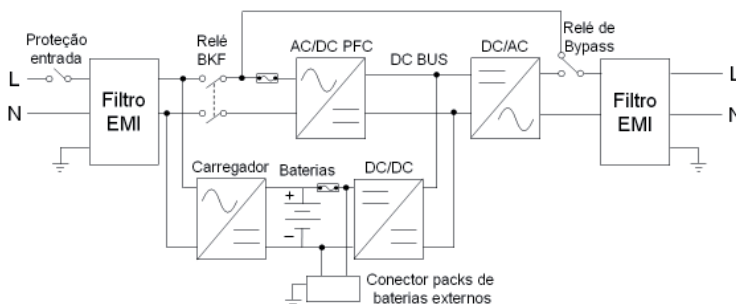 Proteção
entrada
Relé
BKF
AC/DC PFC
DC BUS
DC/AC
Relé de
Bypass
L
N
Filtro
EMI
Filtro
EMI
L
N
Carregador
Baterias
DC/DC
+
−
Conector packs de
baterias externos